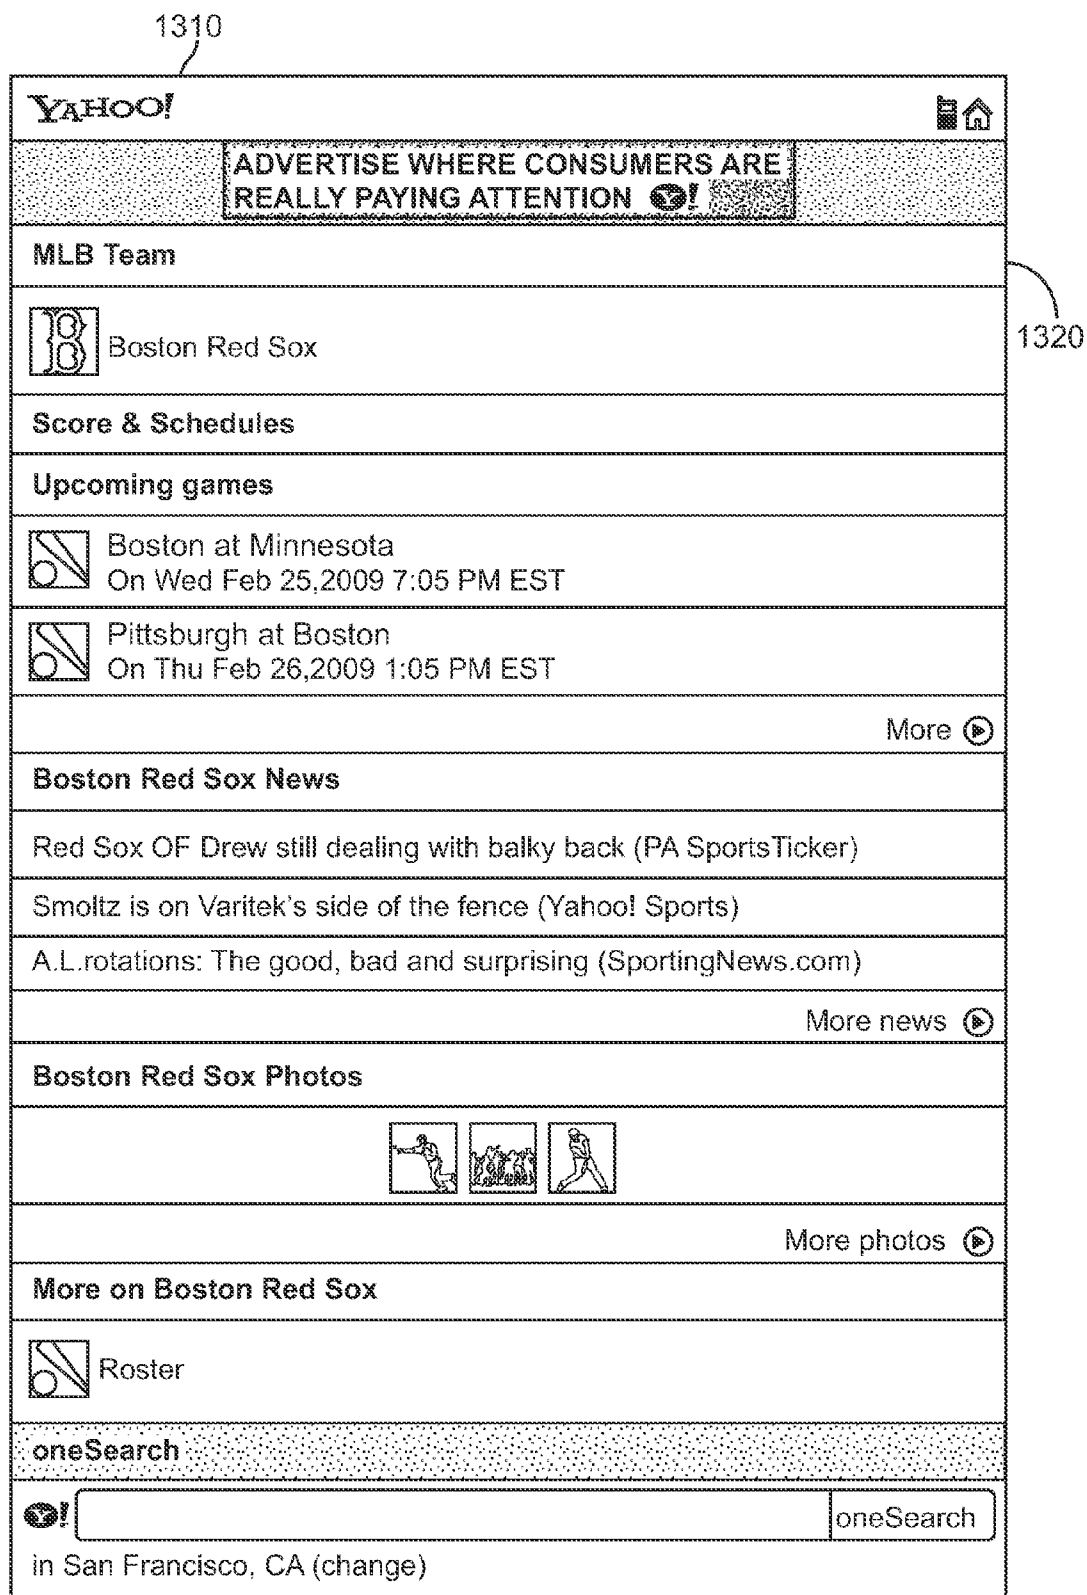 1310
YAHOO!
ADVERTISE WHERE CONSUMERS ARE
REALLY PAYING ATTENTION Y!
MLB Team
1320
B Boston Red Sox
Score & Schedules
Upcoming games
Boston at Minnesota
On Wed Feb 25,2009 7:05 PM EST
Pittsburgh at Boston
On Thu Feb 26,2009 1:05 PM EST
More
Boston Red Sox News
Red Sox OF Drew still dealing with balky back (PA SportsTicker)
Smoltz is on Varitek's side of the fence (Yahoo! Sports)
A.L.rotations: The good, bad and surprising (SportingNews.com)
More news
Boston Red Sox Photos
More photos
More on Boston Red Sox
Roster
oneSearch
Y! oneSearch
in San Francisco, CA (change)